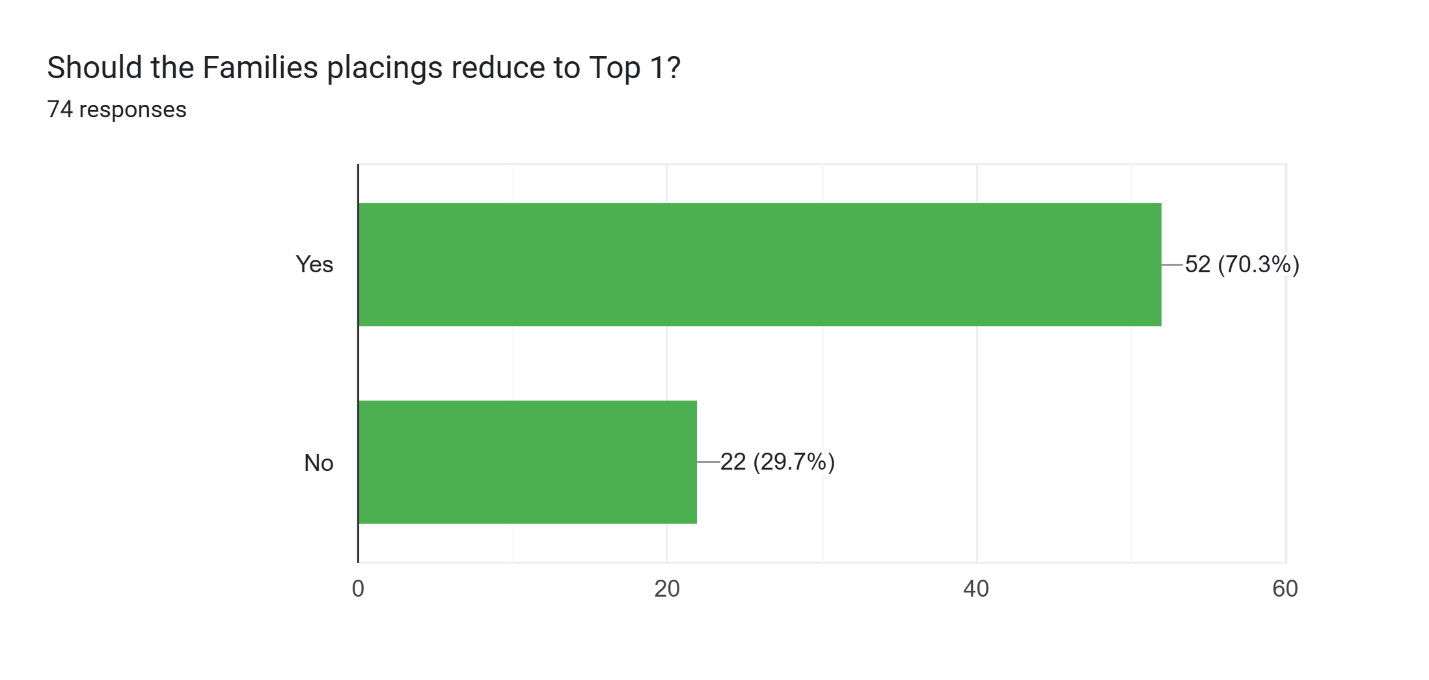 Should the Families placings reduce to Top 1?
74 responses
Yes
52 (70.3%)
No
22 (29.7%)
0 20 40 60